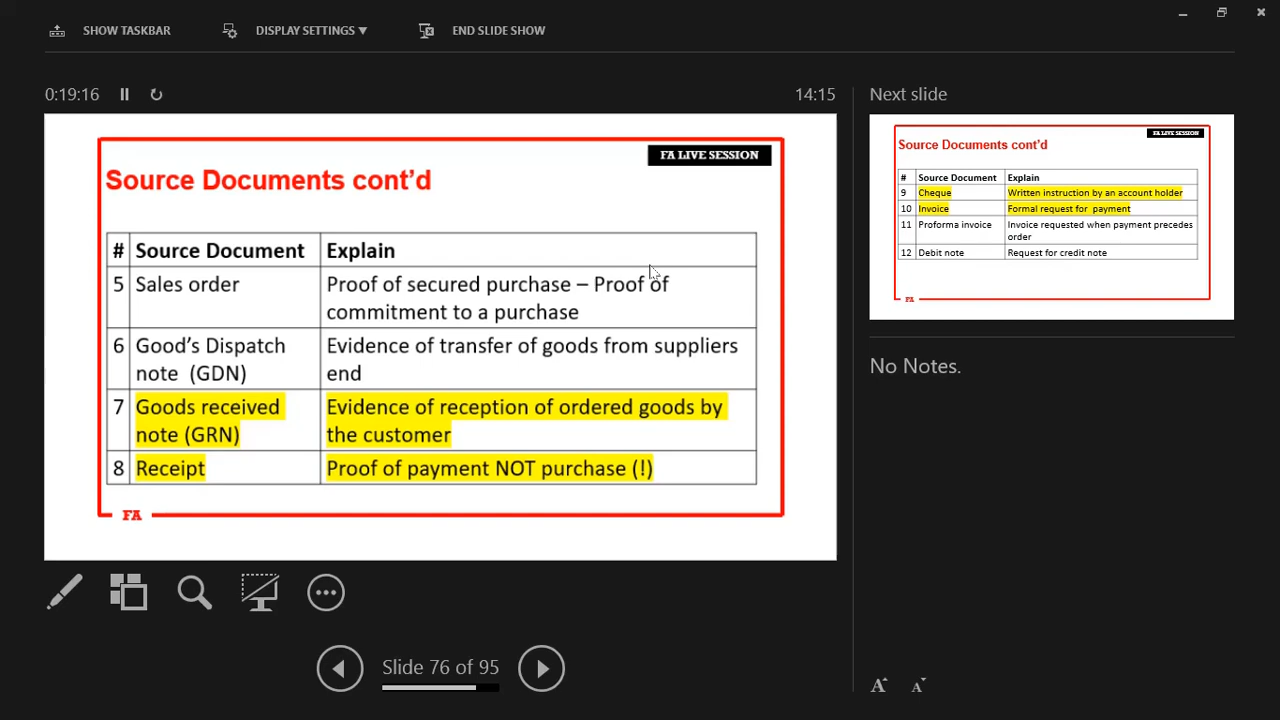 SHOW TASKBAR DISPLAY SETTINGS ▼ END SLIDE SHOW
0:19:16 14:15
FA LIVE SESSION
Source Documents cont'd
# Source Document Explain
5 Sales order Proof of secured purchase – Proof of
commitment to a purchase
6 Good's Dispatch Evidence of transfer of goods from suppliers
note (GDN) end
7 Goods received Evidence of reception of ordered goods by
note (GRN) the customer
8 Receipt Proof of payment NOT purchase (!)
FA
Slide 76 of 95
Next slide
FA LIVE SESSION
Source Documents cont'd
# Source Document Explain
9 Cheque Written instruction by an account holder
10 Invoice Formal request for payment
11 Proforma invoice Invoice requested when payment precedes
order
12 Debit note Request for credit note
FA
No Notes.
A A